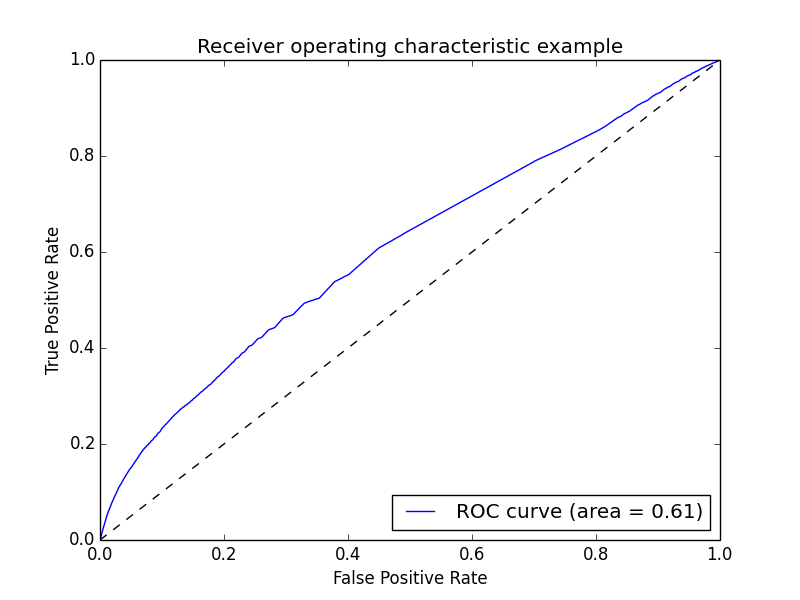 Receiver operating characteristic example
1.0
0.8
0.6
0.4
0.2
0.0
True Positive Rate
ROC curve (area = 0.61)
0.0 0.2 0.4 0.6 0.8 1.0
False Positive Rate